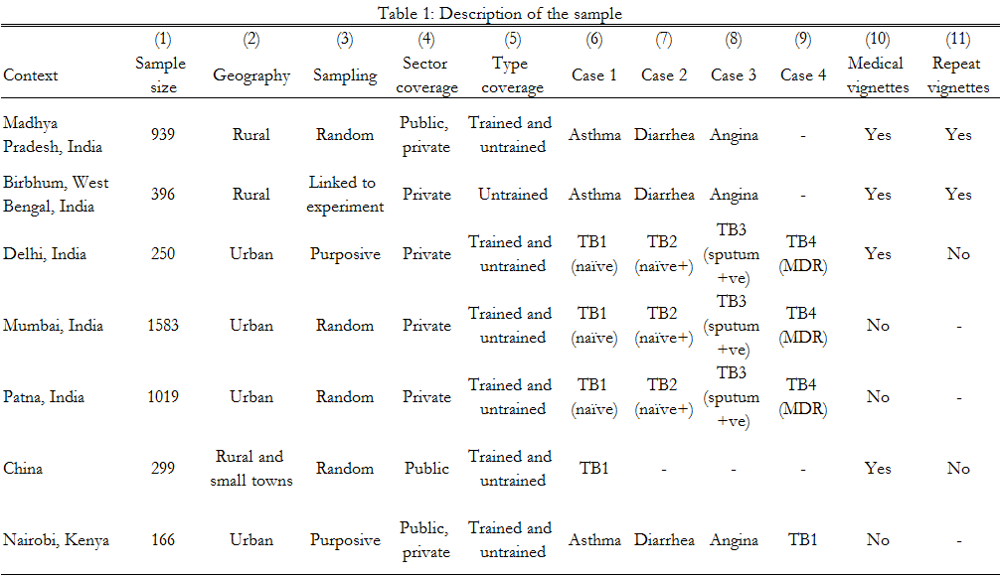 Table 1: Description of the sample
(1) (2) (3) (4) (5) (6) (7) (8) (9) (10) (11)
Context Sample size Geography Sampling Sector coverage Type coverage Case 1 Case 2 Case 3 Case 4 Medical vignettes Repeat vignettes
Madhya Pradesh, India 939 Rural Random Public, private Trained and untrained Asthma Diarrhea Angina - Yes Yes
Birbhum, West Bengal, India 396 Rural Linked to experiment Private Untrained Asthma Diarrhea Angina - Yes Yes
Delhi, India 250 Urban Purposive Private Trained and untrained TB1 (naïve) TB2 (naïve+) TB3 (sputum +ve) TB4 (MDR) Yes No
Mumbai, India 1583 Urban Random Private Trained and untrained TB1 (naïve) TB2 (naïve+) TB3 (sputum +ve) TB4 (MDR) No -
Patna, India 1019 Urban Random Private Trained and untrained TB1 (naïve) TB2 (naïve+) TB3 (sputum +ve) TB4 (MDR) No -
China 299 Rural and small towns Random Public Trained and untrained TB1 - - - Yes No
Nairobi, Kenya 166 Urban Purposive Public, private Trained and untrained Asthma Diarrhea Angina TB1 No -